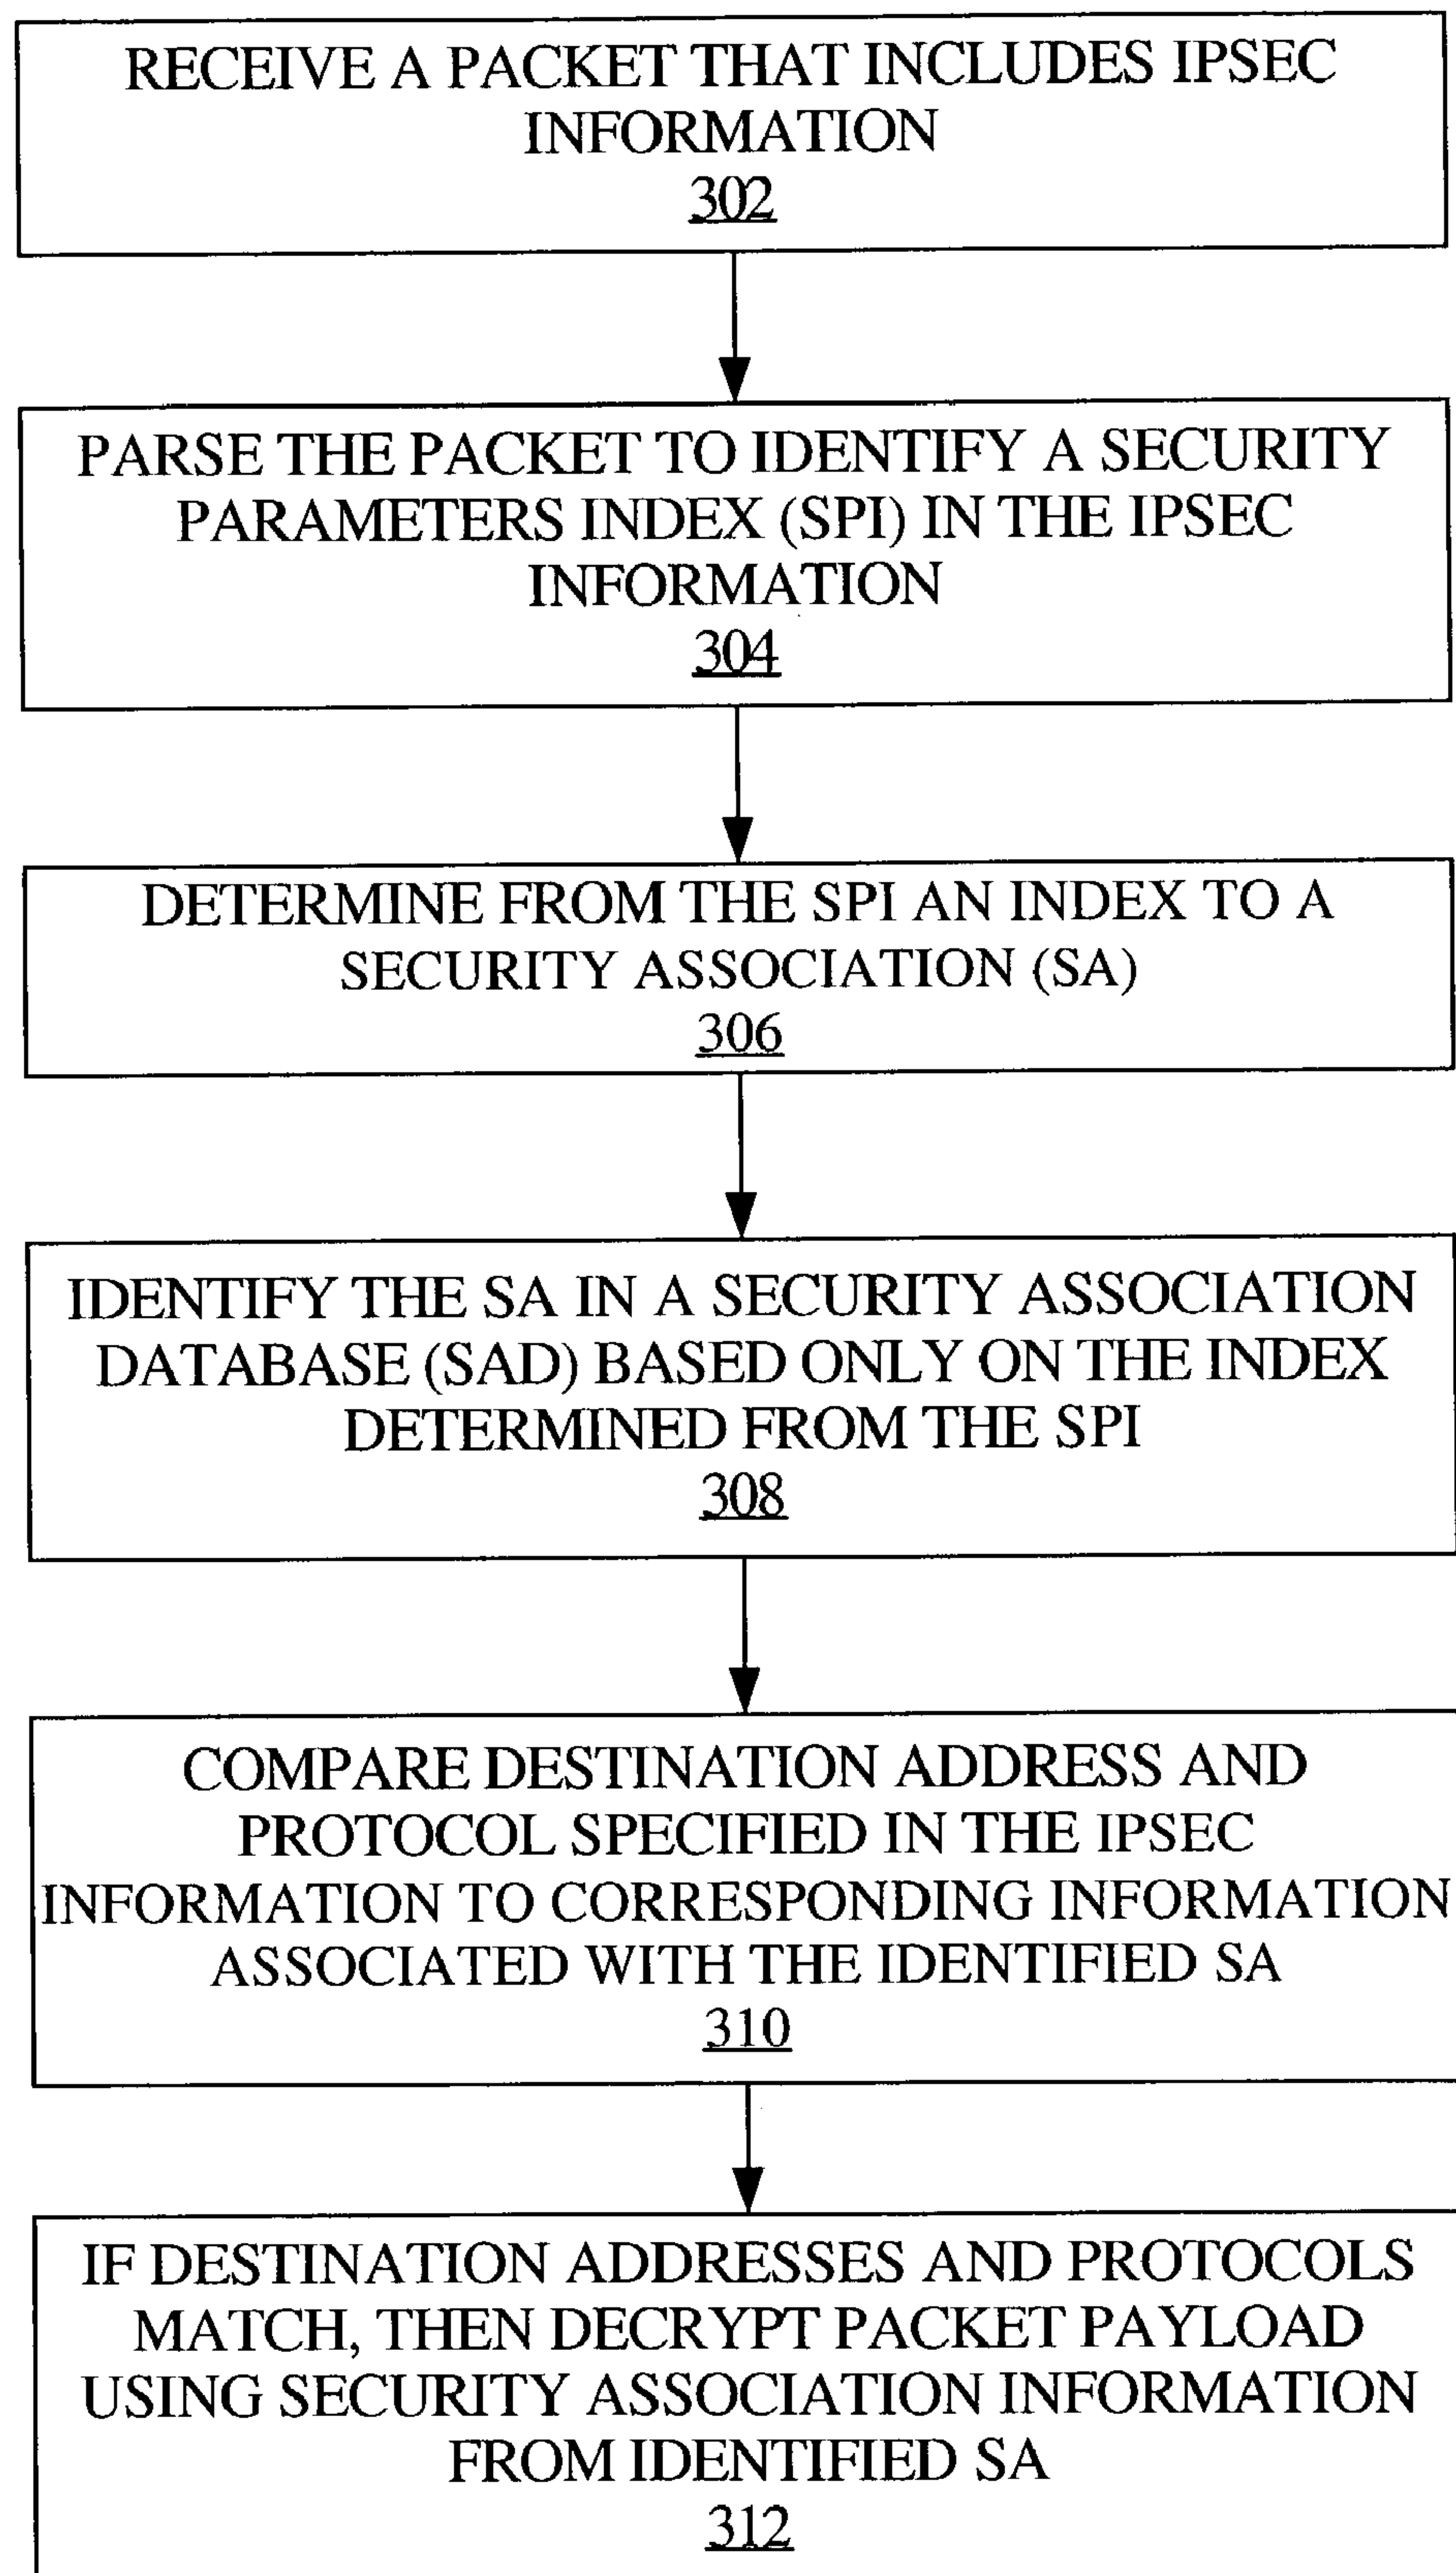 RECEIVE A PACKET THAT INCLUDES IPSEC
INFORMATION
302
PARSE THE PACKET TO IDENTIFY A SECURITY
PARAMETERS INDEX (SPI) IN THE IPSEC
INFORMATION
304
DETERMINE FROM THE SPI AN INDEX TO A
SECURITY ASSOCIATION (SA)
306
IDENTIFY THE SA IN A SECURITY ASSOCIATION
DATABASE (SAD) BASED ONLY ON THE INDEX
DETERMINED FROM THE SPI
308
COMPARE DESTINATION ADDRESS AND
PROTOCOL SPECIFIED IN THE IPSEC
INFORMATION TO CORRESPONDING INFORMATION
ASSOCIATED WITH THE IDENTIFIED SA
310
IF DESTINATION ADDRESSES AND PROTOCOLS
MATCH, THEN DECRYPT PACKET PAYLOAD
USING SECURITY ASSOCIATION INFORMATION
FROM IDENTIFIED SA
312